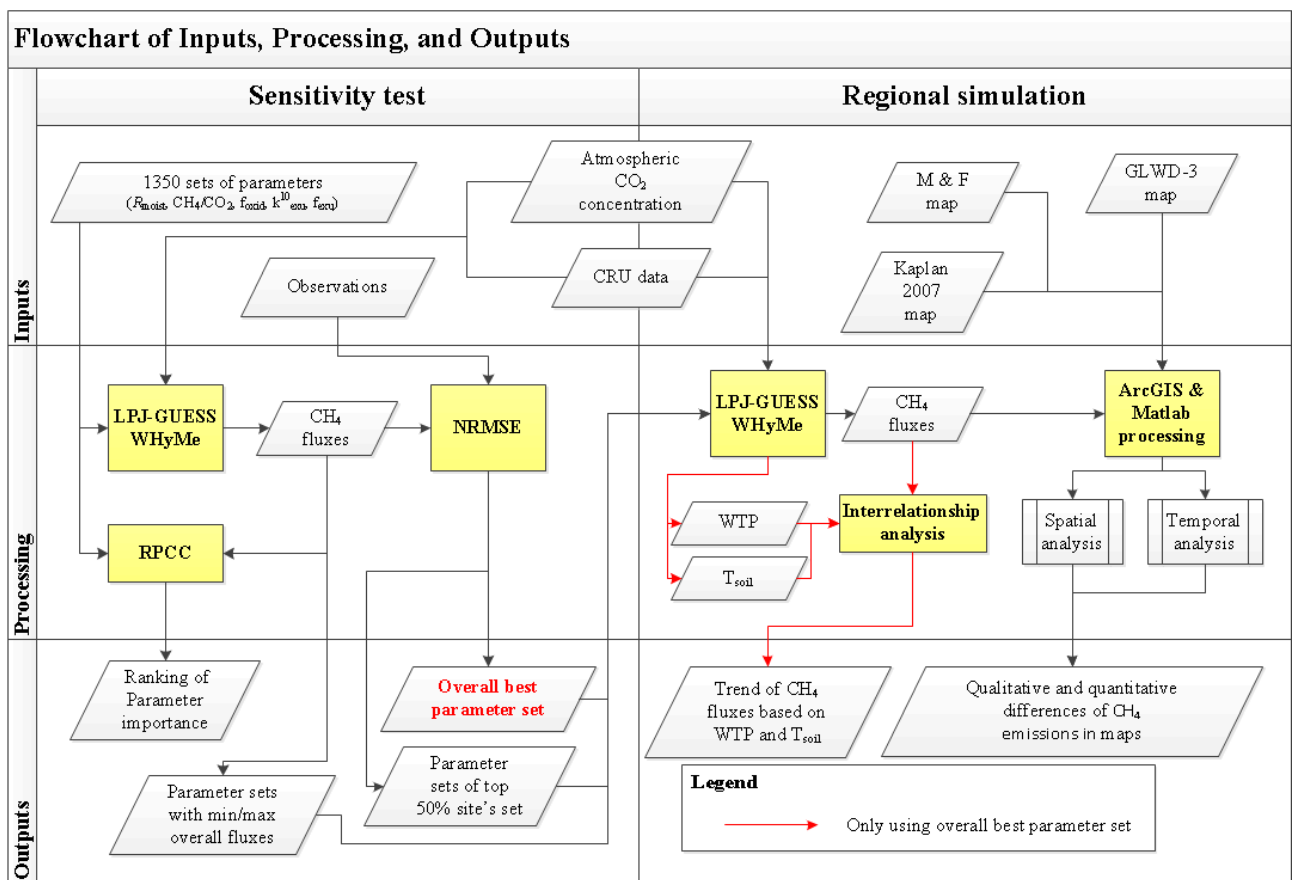 Flowchart of Inputs, Processing, and Outputs
Sensitivity test
Regional simulation
Inputs
1350 sets of parameters
(Rmoist, CH₄/CO₂, foxid, k¹⁰exu, fexu)
Atmospheric
CO₂
concentration
M & F
map
GLWD-3
map
Observations
CRU data
Kaplan
2007
map
Processing
LPJ-GUESS
WHyMe
CH₄
fluxes
NRMSE
RPCC
LPJ-GUESS
WHyMe
CH₄
fluxes
ArcGIS &
Matlab
processing
WTP
Tsoil
Interrelationship
analysis
Spatial
analysis
Temporal
analysis
Outputs
Ranking of
Parameter
importance
Overall best
parameter set
Parameter sets
with min/max
overall fluxes
Parameter
sets of top
50% site's set
Trend of CH₄
fluxes based on
WTP and Tsoil
Qualitative and quantitative
differences of CH₄
emissions in maps
Legend
Only using overall best parameter set